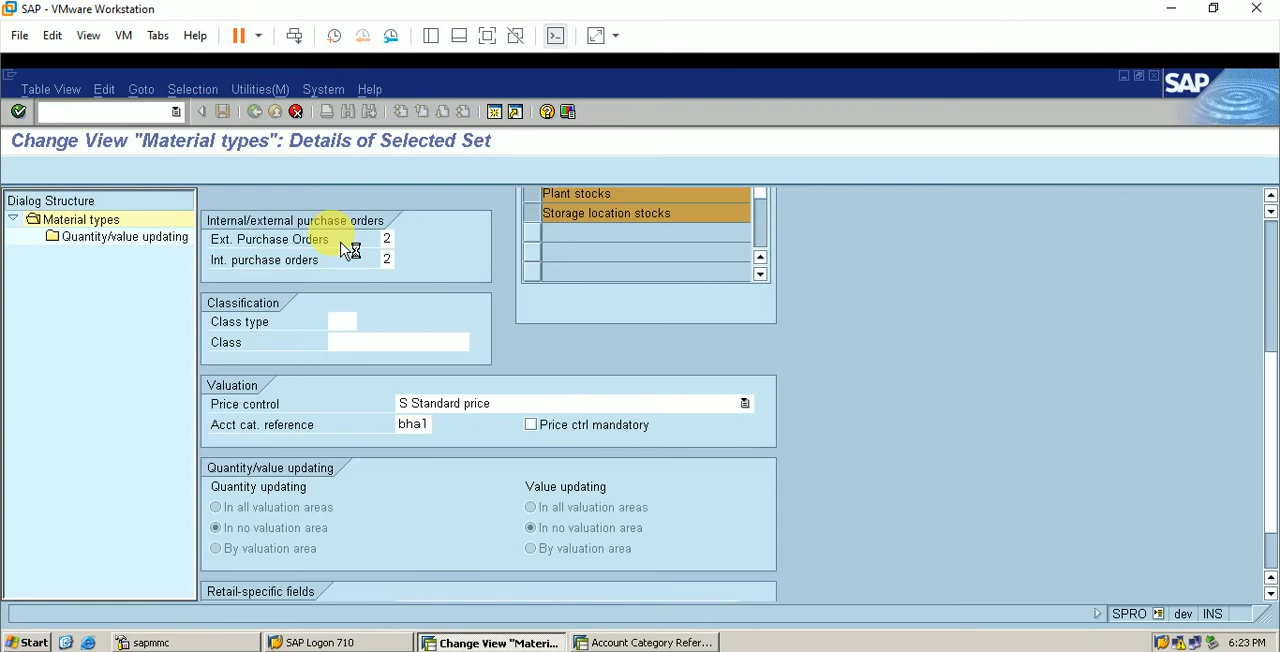 SAP - VMware Workstation
File Edit View VM Tabs Help
Table View Edit Goto Selection Utilities(M) System Help
SAP
Change View "Material types": Details of Selected Set
Dialog Structure
Material types
Quantity/value updating
Plant stocks
Storage location stocks
Internal/external purchase orders
Ext. Purchase Orders 2
Int. purchase orders 2
Classification
Class type
Class
Valuation
Price control S Standard price
Acct cat. reference bha1 Price ctrl mandatory
Quantity/value updating
Quantity updating Value updating
In all valuation areas In all valuation areas
In no valuation area In no valuation area
By valuation area By valuation area
Retail-specific fields
SPRO dev INS
Start sapmmc SAP Logon 710 Change View "Materi... Account Category Refer... 6:23 PM